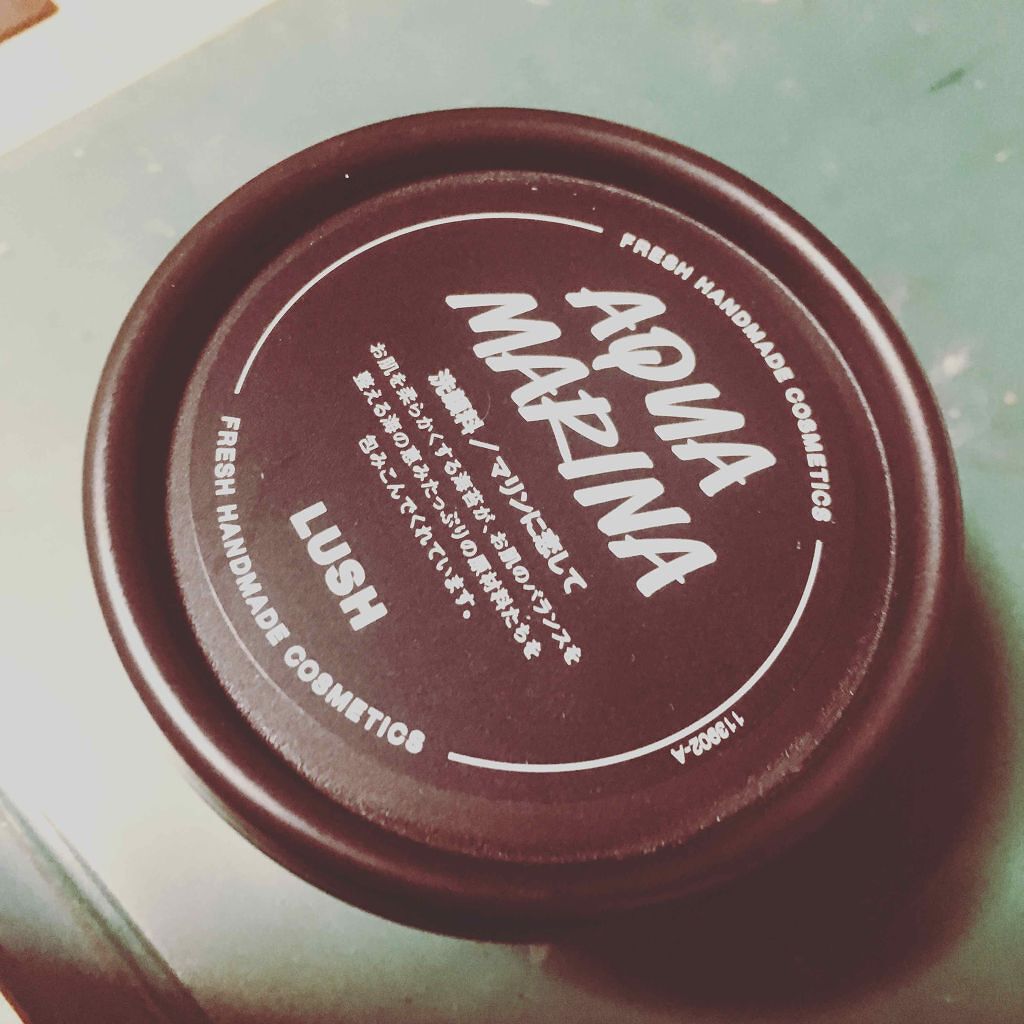 FRESH HANDMADE COSMETICS
AQUA
MARINA
洗顔料 / マリンに恋して
お肌を柔らかくする海苔が、お肌のバランスを
整える海の恵みたっぷりの原材料たちを
包みこんでくれています。
LUSH
FRESH HANDMADE COSMETICS
113902-A